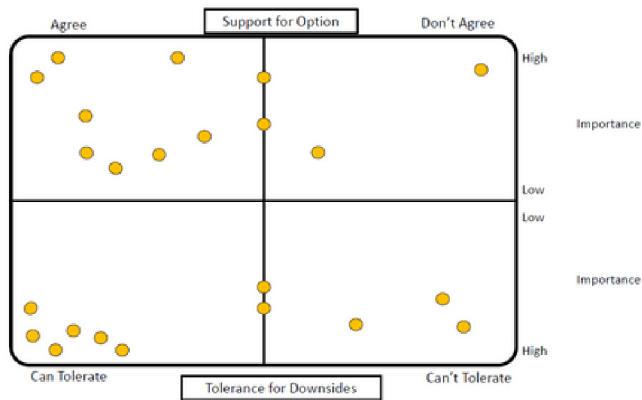 Agree
Support for Option
Don't Agree
High
Importance
Low
Low
Importance
High
Can Tolerate
Tolerance for Downsides
Can't Tolerate